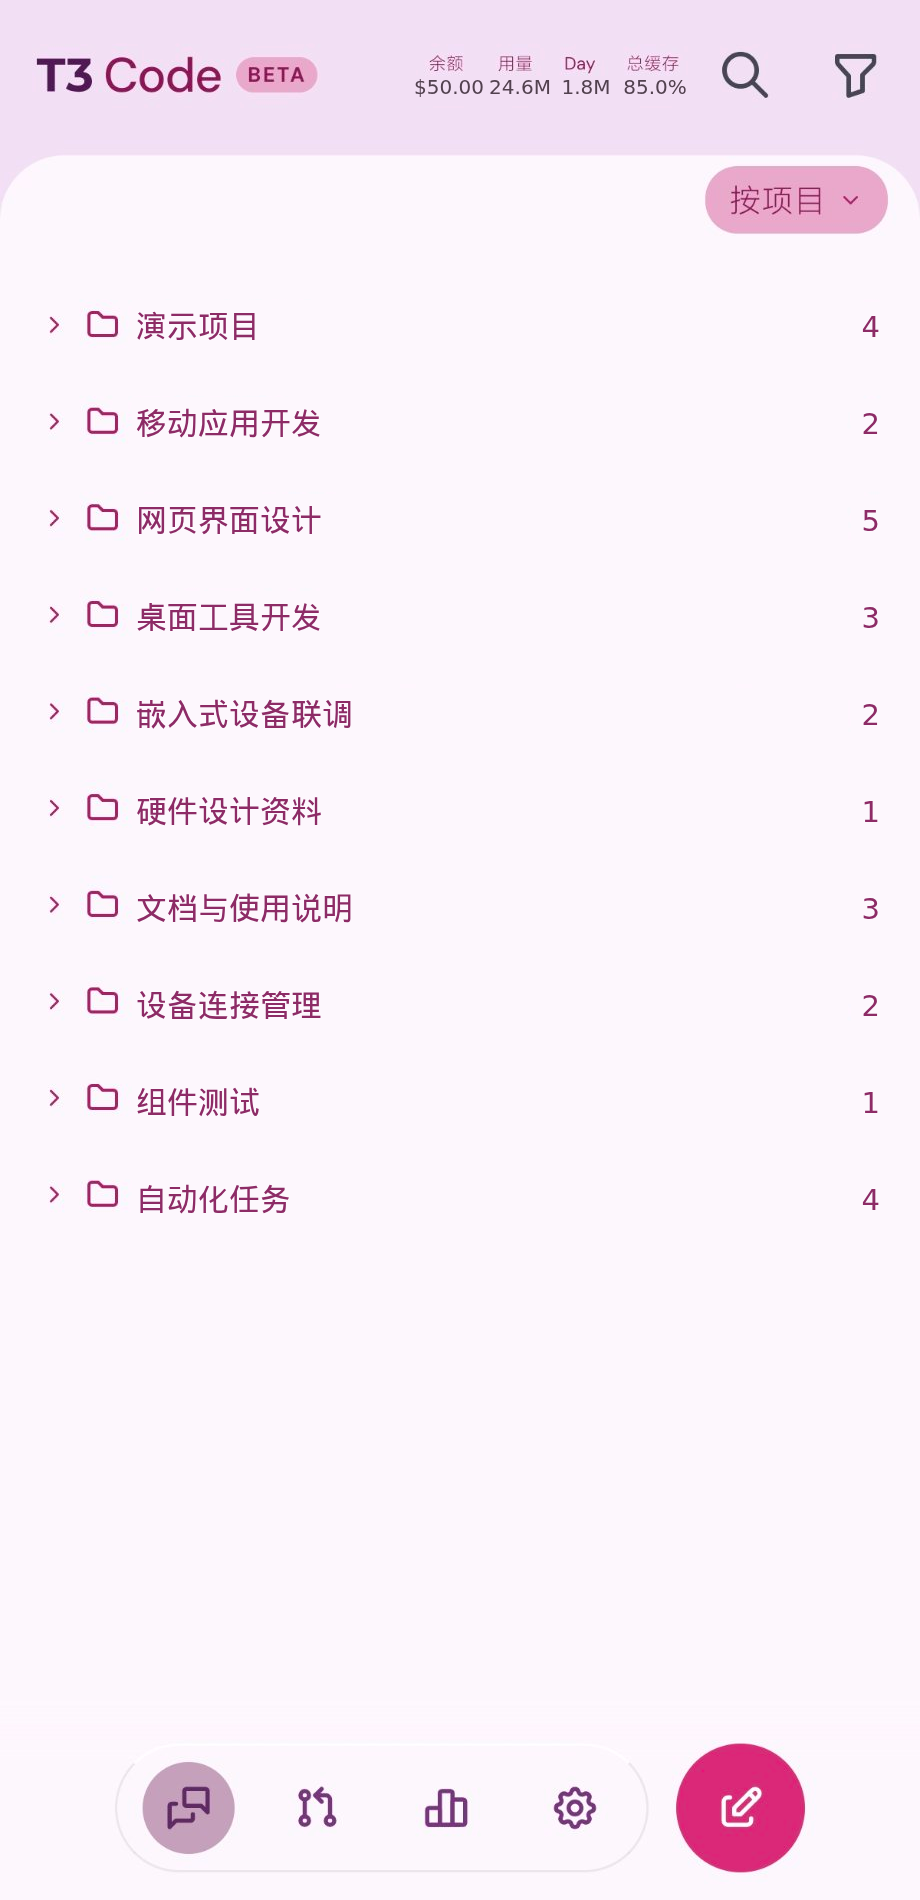 T3 Code BETA
余额 用量 Day 总缓存
$50.00 24.6M 1.8M 85.0%
按项目
演示项目 4
移动应用开发 2
网页界面设计 5
桌面工具开发 3
嵌入式设备联调 2
硬件设计资料 1
文档与使用说明 3
设备连接管理 2
组件测试 1
自动化任务 4